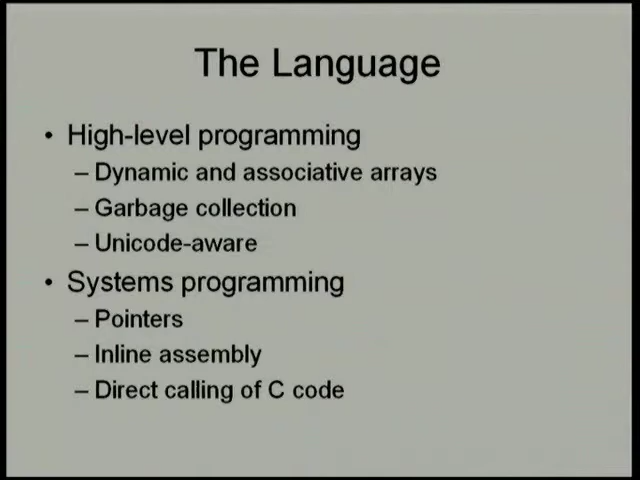 The Language
• High-level programming
– Dynamic and associative arrays
– Garbage collection
– Unicode-aware
• Systems programming
– Pointers
– Inline assembly
– Direct calling of C code